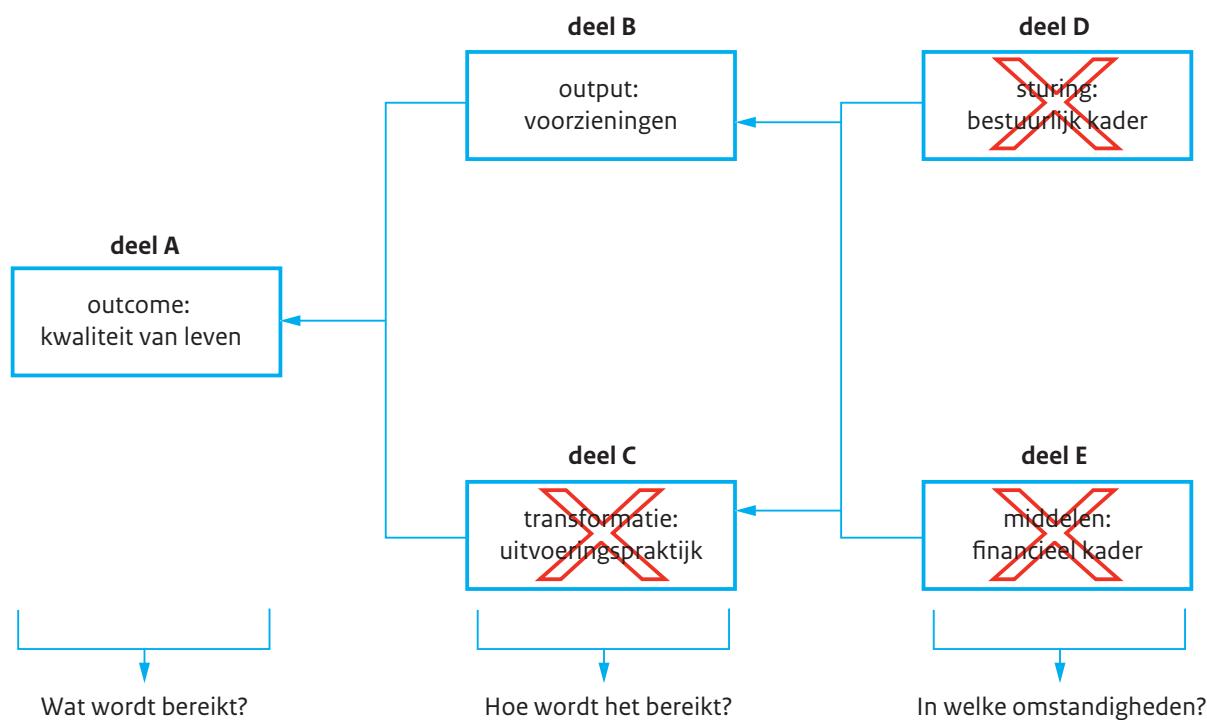 deel B
output:
voorzieningen
deel D
sturing:
bestuurlijk kader
deel A
outcome:
kwaliteit van leven
deel C
transformatie:
uitvoeringspraktijk
deel E
middelen:
financieel kader
Wat wordt bereikt?
Hoe wordt het bereikt?
In welke omstandigheden?